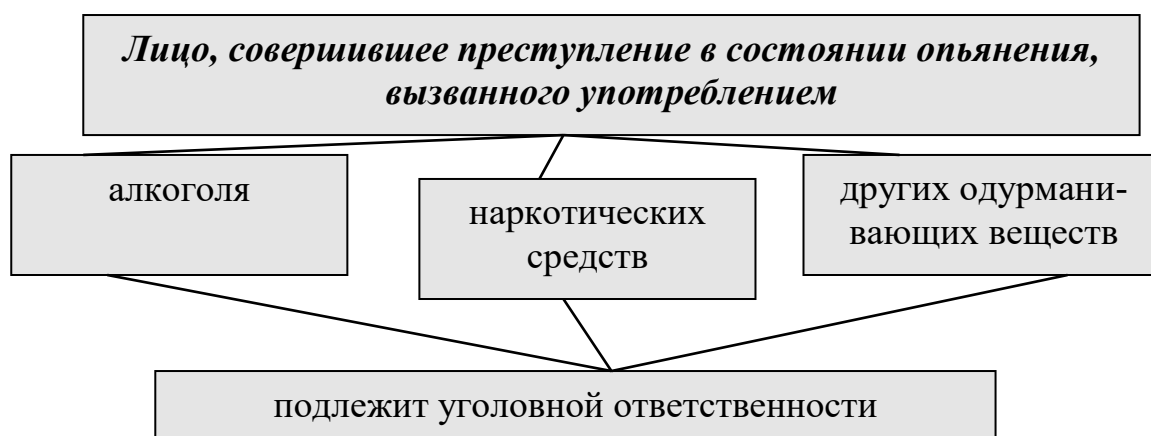 Лицо, совершившее преступление в состоянии опьянения,
вызванного употреблением
алкоголя
наркотических
средств
других одурмани-
вающих веществ
подлежит уголовной ответственности